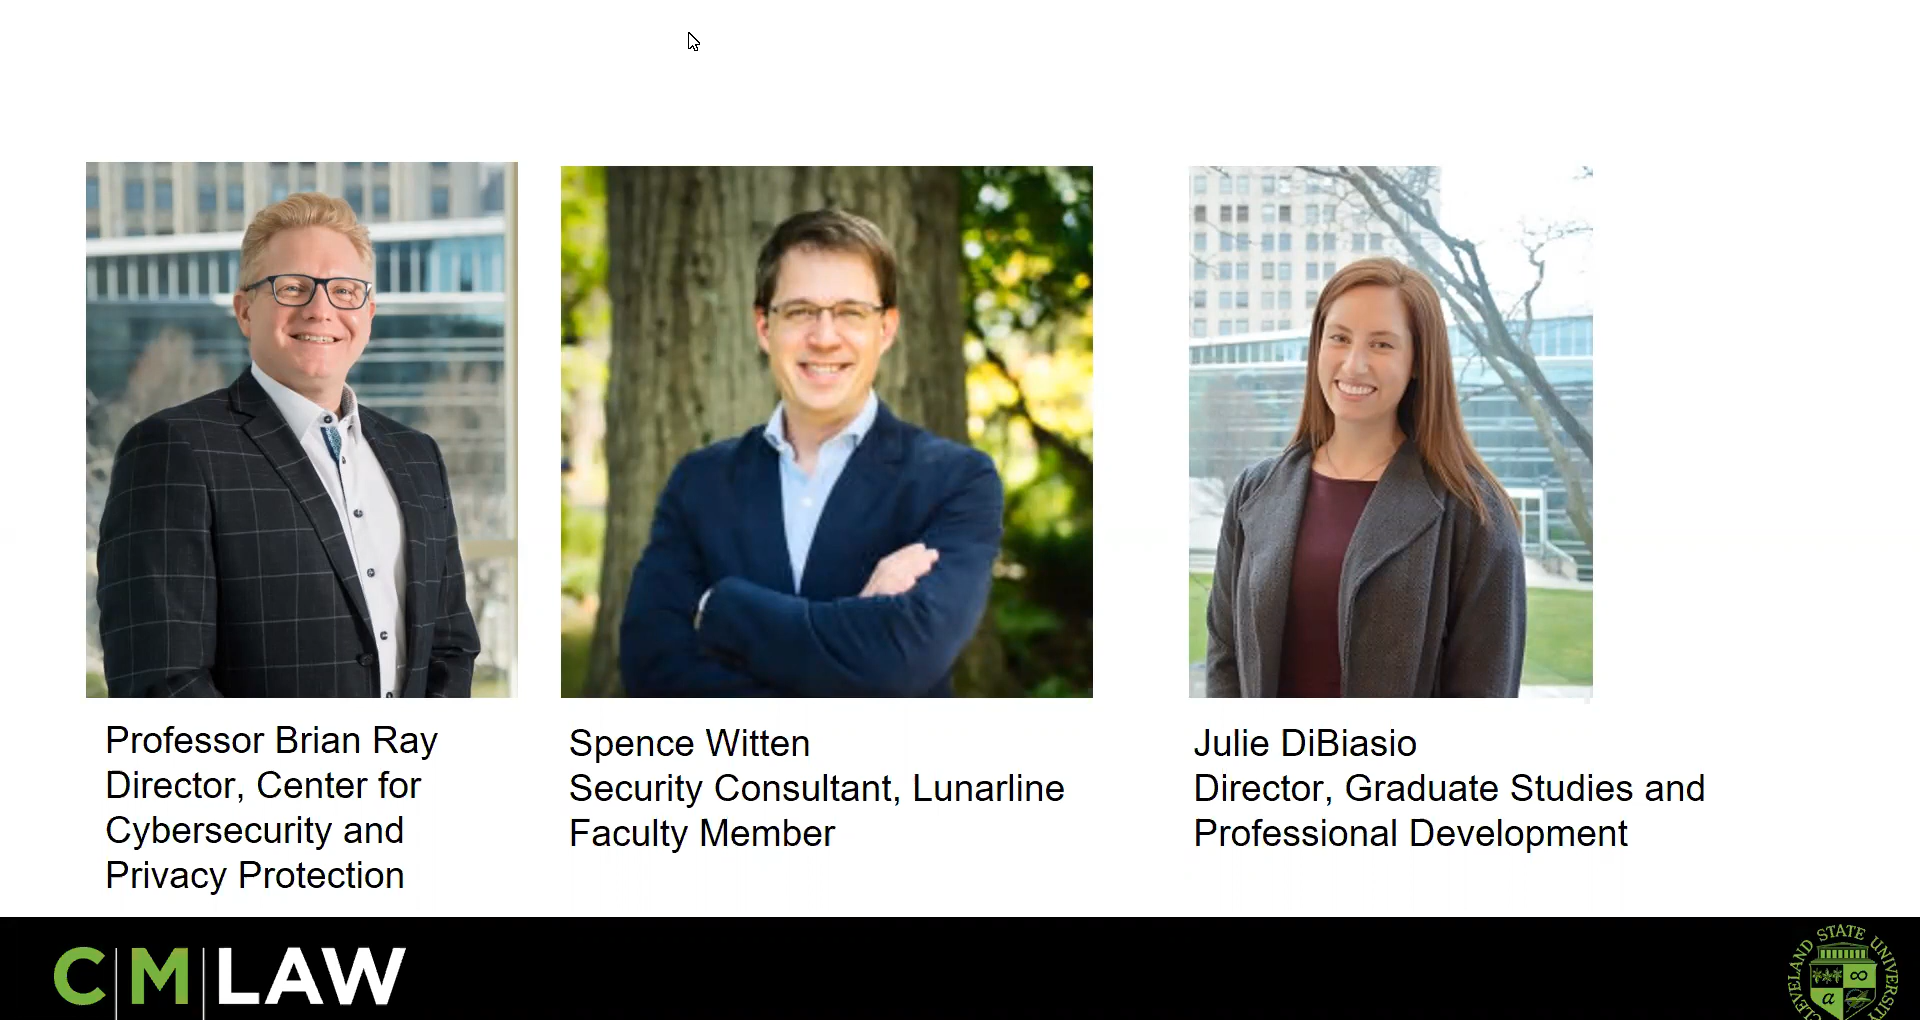 Professor Brian Ray
Director, Center for
Cybersecurity and
Privacy Protection
Spence Witten
Security Consultant, Lunarline
Faculty Member
Julie DiBiasio
Director, Graduate Studies and
Professional Development
C|M|LAW
CLEVELAND STATE UNIVERSITY